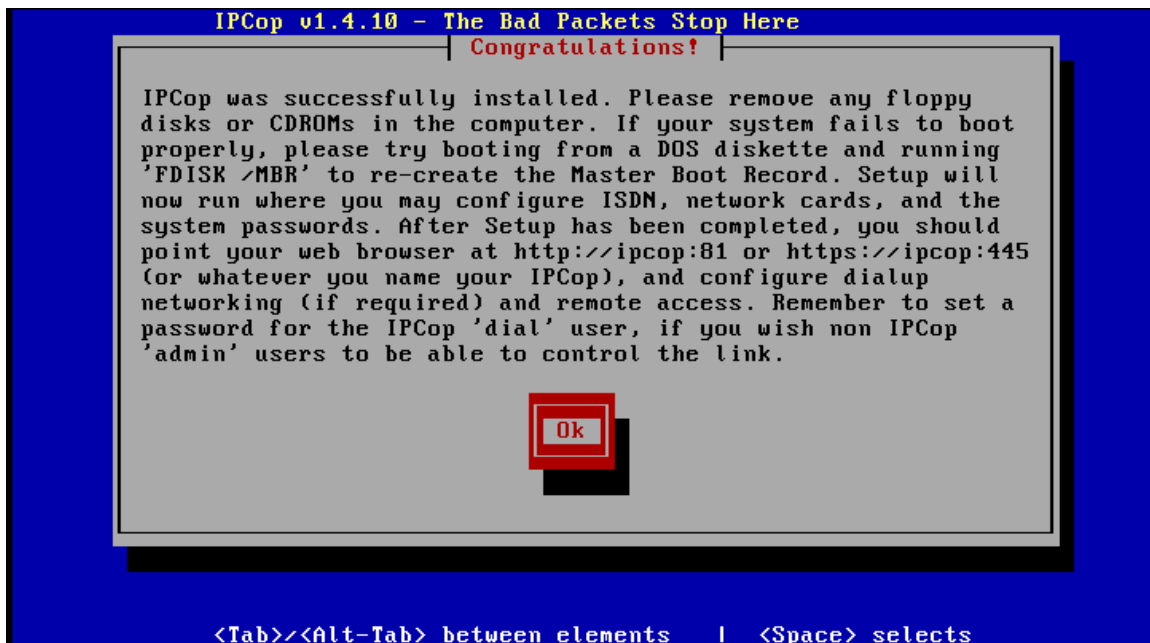 IPCop v1.4.10 - The Bad Packets Stop Here
Congratulations!
IPCop was successfully installed. Please remove any floppy
disks or CDROMs in the computer. If your system fails to boot
properly, please try booting from a DOS diskette and running
'FDISK /MBR' to re-create the Master Boot Record. Setup will
now run where you may configure ISDN, network cards, and the
system passwords. After Setup has been completed, you should
point your web browser at http://ipcop:81 or https://ipcop:445
(or whatever you name your IPCop), and configure dialup
networking (if required) and remote access. Remember to set a
password for the IPCop 'dial' user, if you wish non IPCop
'admin' users to be able to control the link.
Ok
<Tab>/<Alt-Tab> between elements | <Space> selects